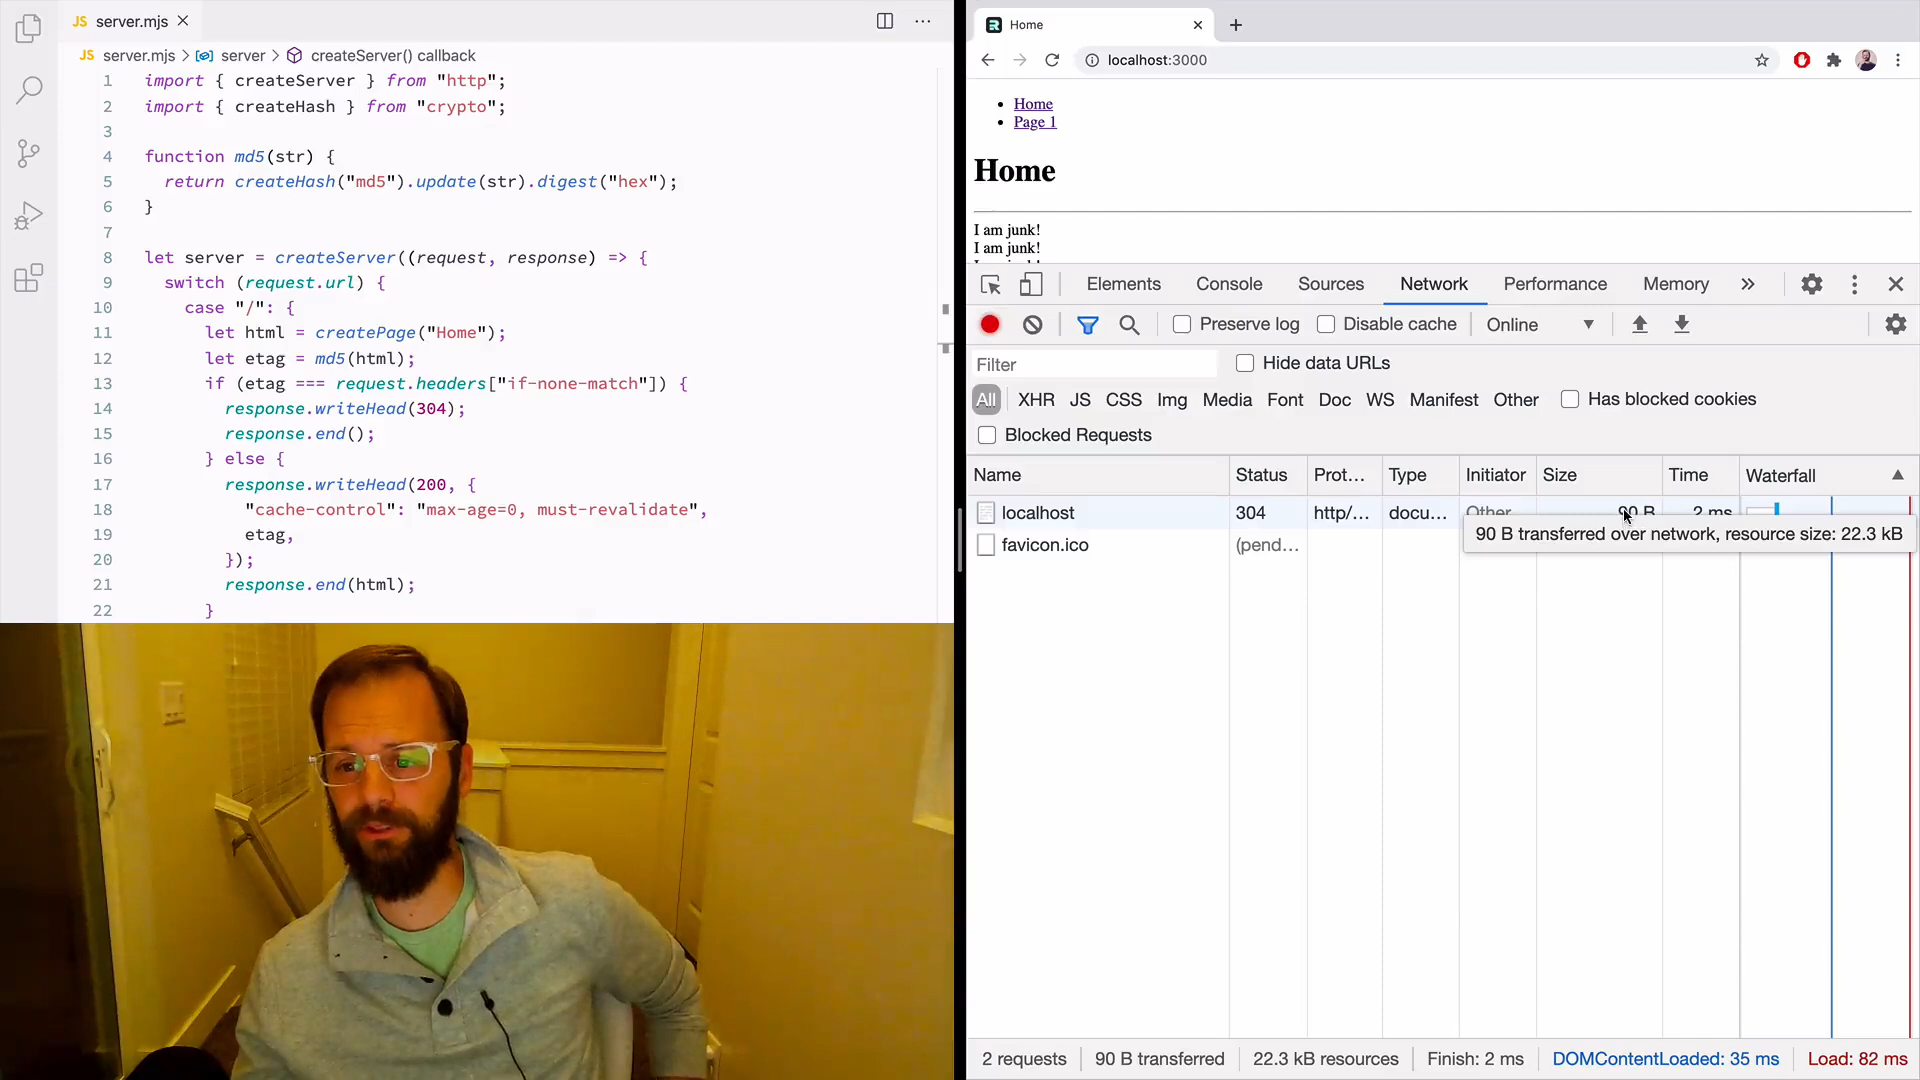 JS server.mjs
JS server.mjs > server > createServer() callback
1 import { createServer } from "http";
2 import { createHash } from "crypto";
3
4 function md5(str) {
5 return createHash("md5").update(str).digest("hex");
6 }
7
8 let server = createServer((request, response) => {
9 switch (request.url) {
10 case "/": {
11 let html = createPage("Home");
12 let etag = md5(html);
13 if (etag === request.headers["if-none-match"]) {
14 response.writeHead(304);
15 response.end();
16 } else {
17 response.writeHead(200, {
18 "cache-control": "max-age=0, must-revalidate",
19 etag,
20 });
21 response.end(html);
22 }
Home
localhost:3000
Home
Page 1
Home
I am junk!
I am junk!
Elements Console Sources Network Performance Memory
Preserve log Disable cache Online
Filter Hide data URLs
All XHR JS CSS Img Media Font Doc WS Manifest Other Has blocked cookies
Blocked Requests
Name Status Prot... Type Initiator Size Time Waterfall
localhost 304 http/... docu... Other 90 B 2 ms
90 B transferred over network, resource size: 22.3 kB
favicon.ico (pend...
2 requests 90 B transferred 22.3 kB resources Finish: 2 ms DOMContentLoaded: 35 ms Load: 82 ms